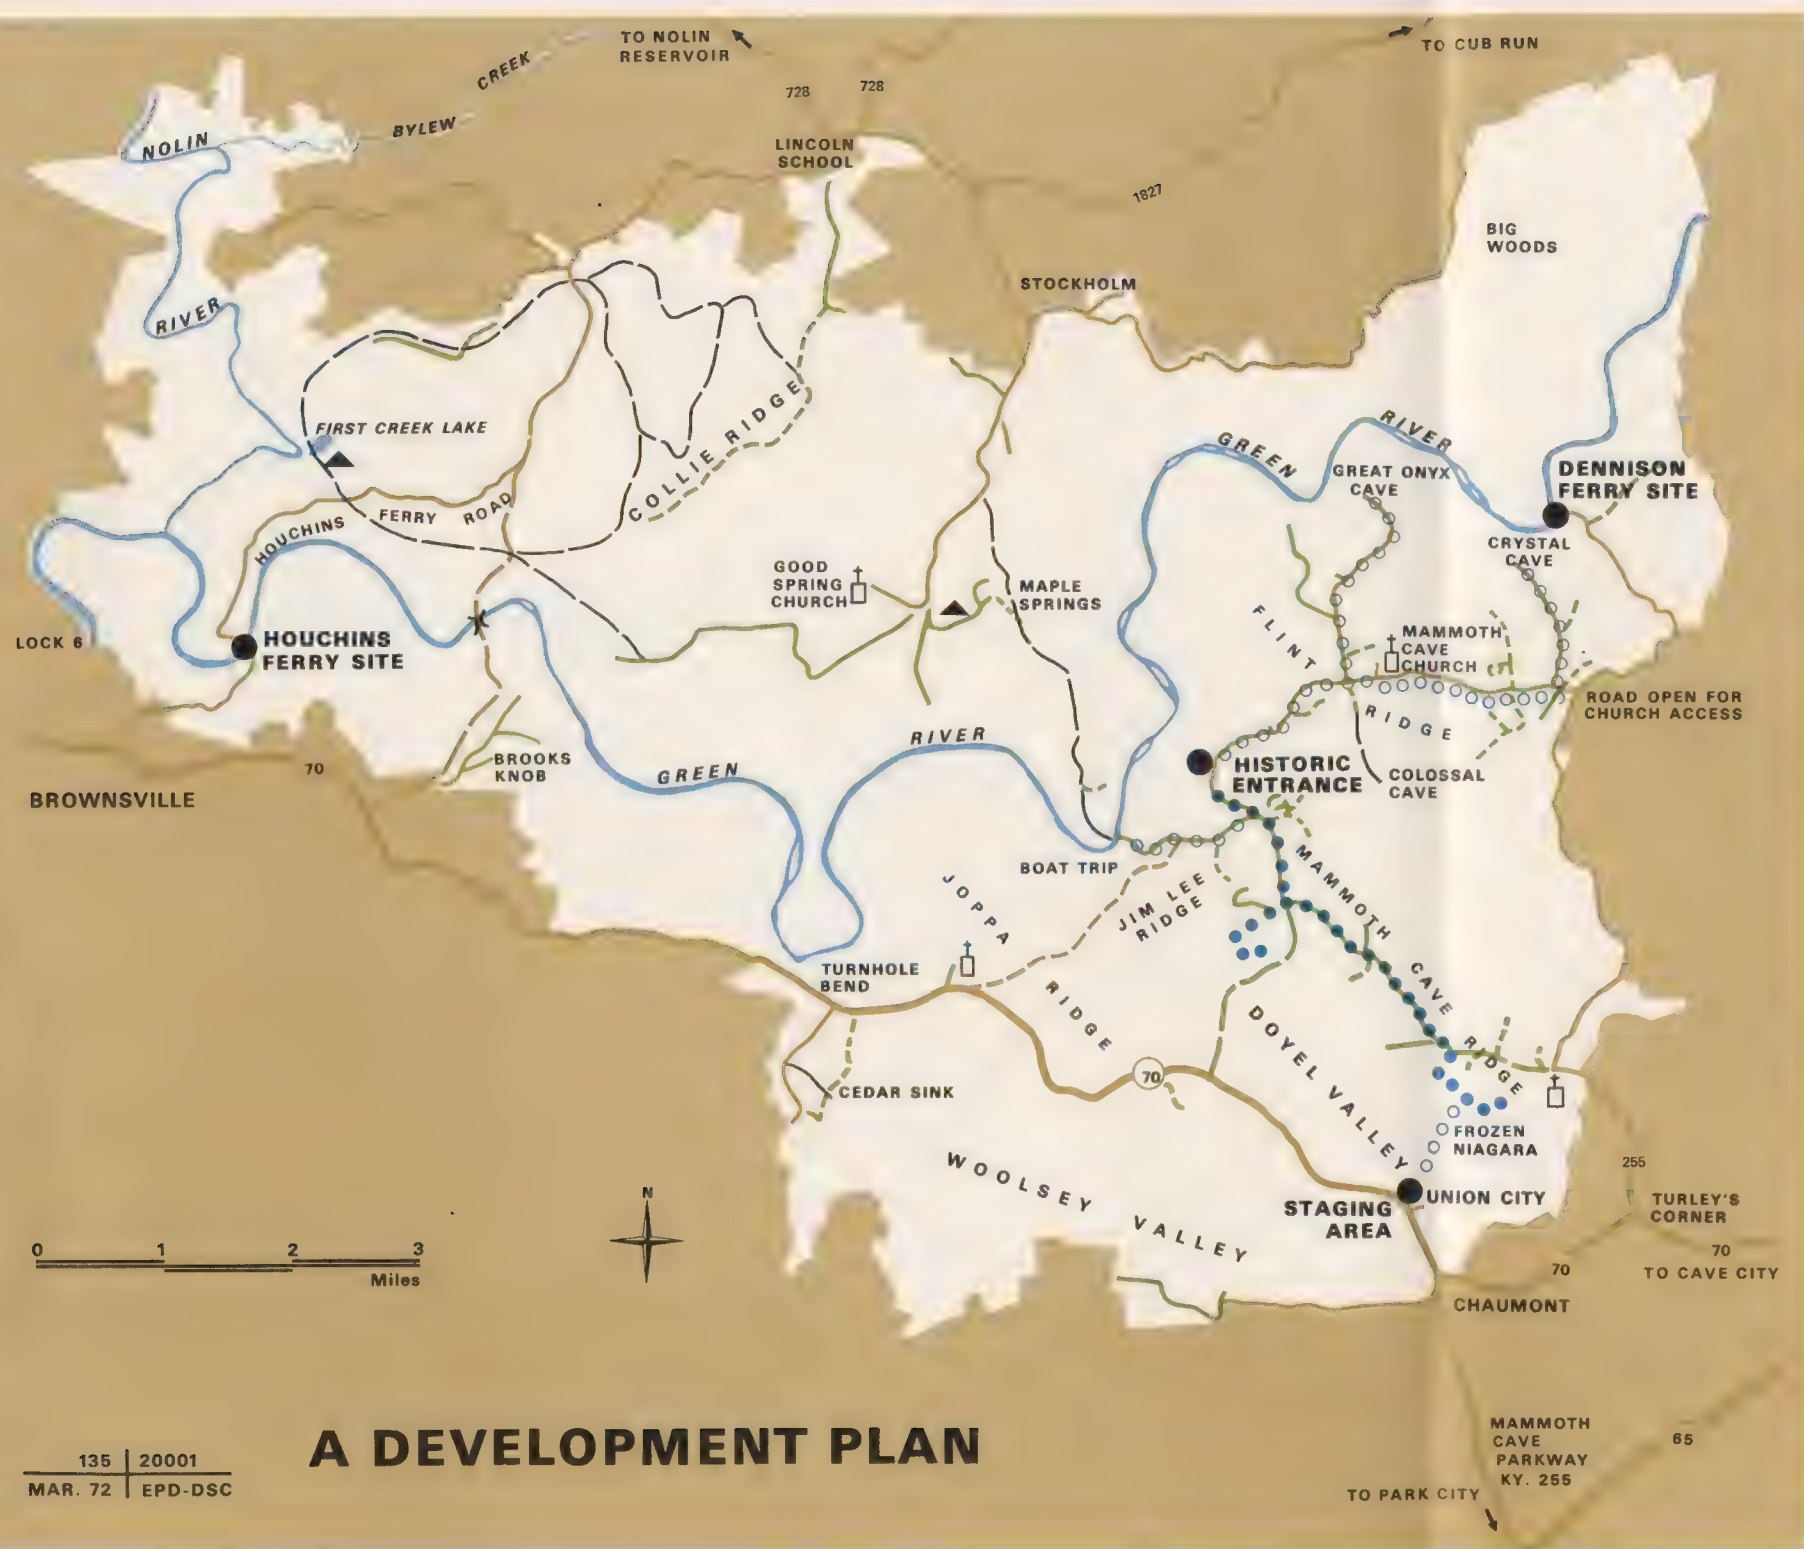 TO NOLIN
RESERVOIR
TO CUB RUN
CREEK
BYLEW
728
728
NOLIN
LINCOLN
SCHOOL
1827
BIG
WOODS
STOCKHOLM
RIVER
FIRST CREEK LAKE
COLLIE RIDGE
GREEN
RIVER
GREAT ONYX
CAVE
DENNISON
FERRY SITE
HOUCHINS
FERRY
ROAD
CRYSTAL
CAVE
GOOD
SPRING
CHURCH
MAPLE
SPRINGS
LOCK 6
HOUCHINS
FERRY SITE
FLINT
RIDGE
MAMMOTH
CAVE
CHURCH
ROAD OPEN FOR
CHURCH ACCESS
70
BROOKS
KNOB
GREEN
RIVER
HISTORIC
ENTRANCE
COLOSSAL
CAVE
BROWNSVILLE
BOAT TRIP
JOPPA
RIDGE
JIM LEE
RIDGE
MAMMOTH
CAVE
RIDGE
TURNHOLE
BEND
DOYEL VALLEY
70
CEDAR SINK
FROZEN
NIAGARA
WOOLSEY VALLEY
255
STAGING
AREA
UNION CITY
TURLEY'S
CORNER
70
TO CAVE CITY
70
CHAUMONT
N
0 1 2 3
Miles
A DEVELOPMENT PLAN
135 20001
MAR. 72 EPD-DSC
MAMMOTH
CAVE
PARKWAY
KY. 255
65
TO PARK CITY